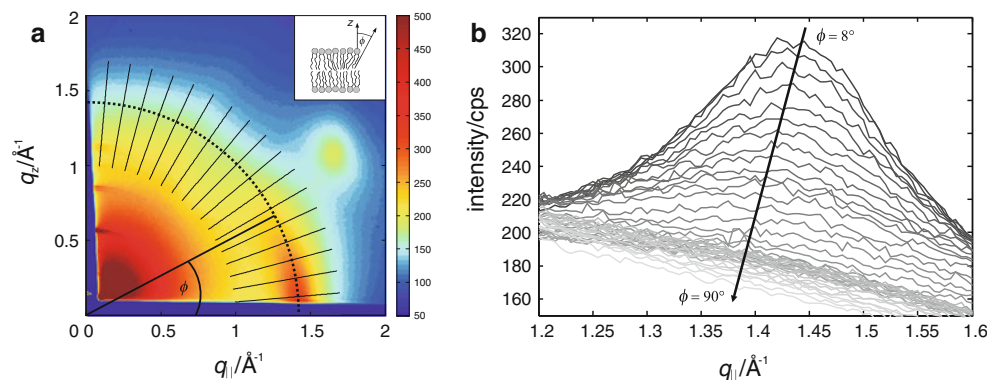 a
z
ϕ
500
450
400
350
300
250
200
150
100
50
q_z/Å⁻¹
2
1.5
1
0.5
0
ϕ
0 0.5 1 1.5 2
q_||/Å⁻¹
b
intensity/cps
320
300
280
260
240
220
200
180
160
ϕ = 8°
ϕ = 90°
1.2 1.25 1.3 1.35 1.4 1.45 1.5 1.55 1.6
q_||/Å⁻¹